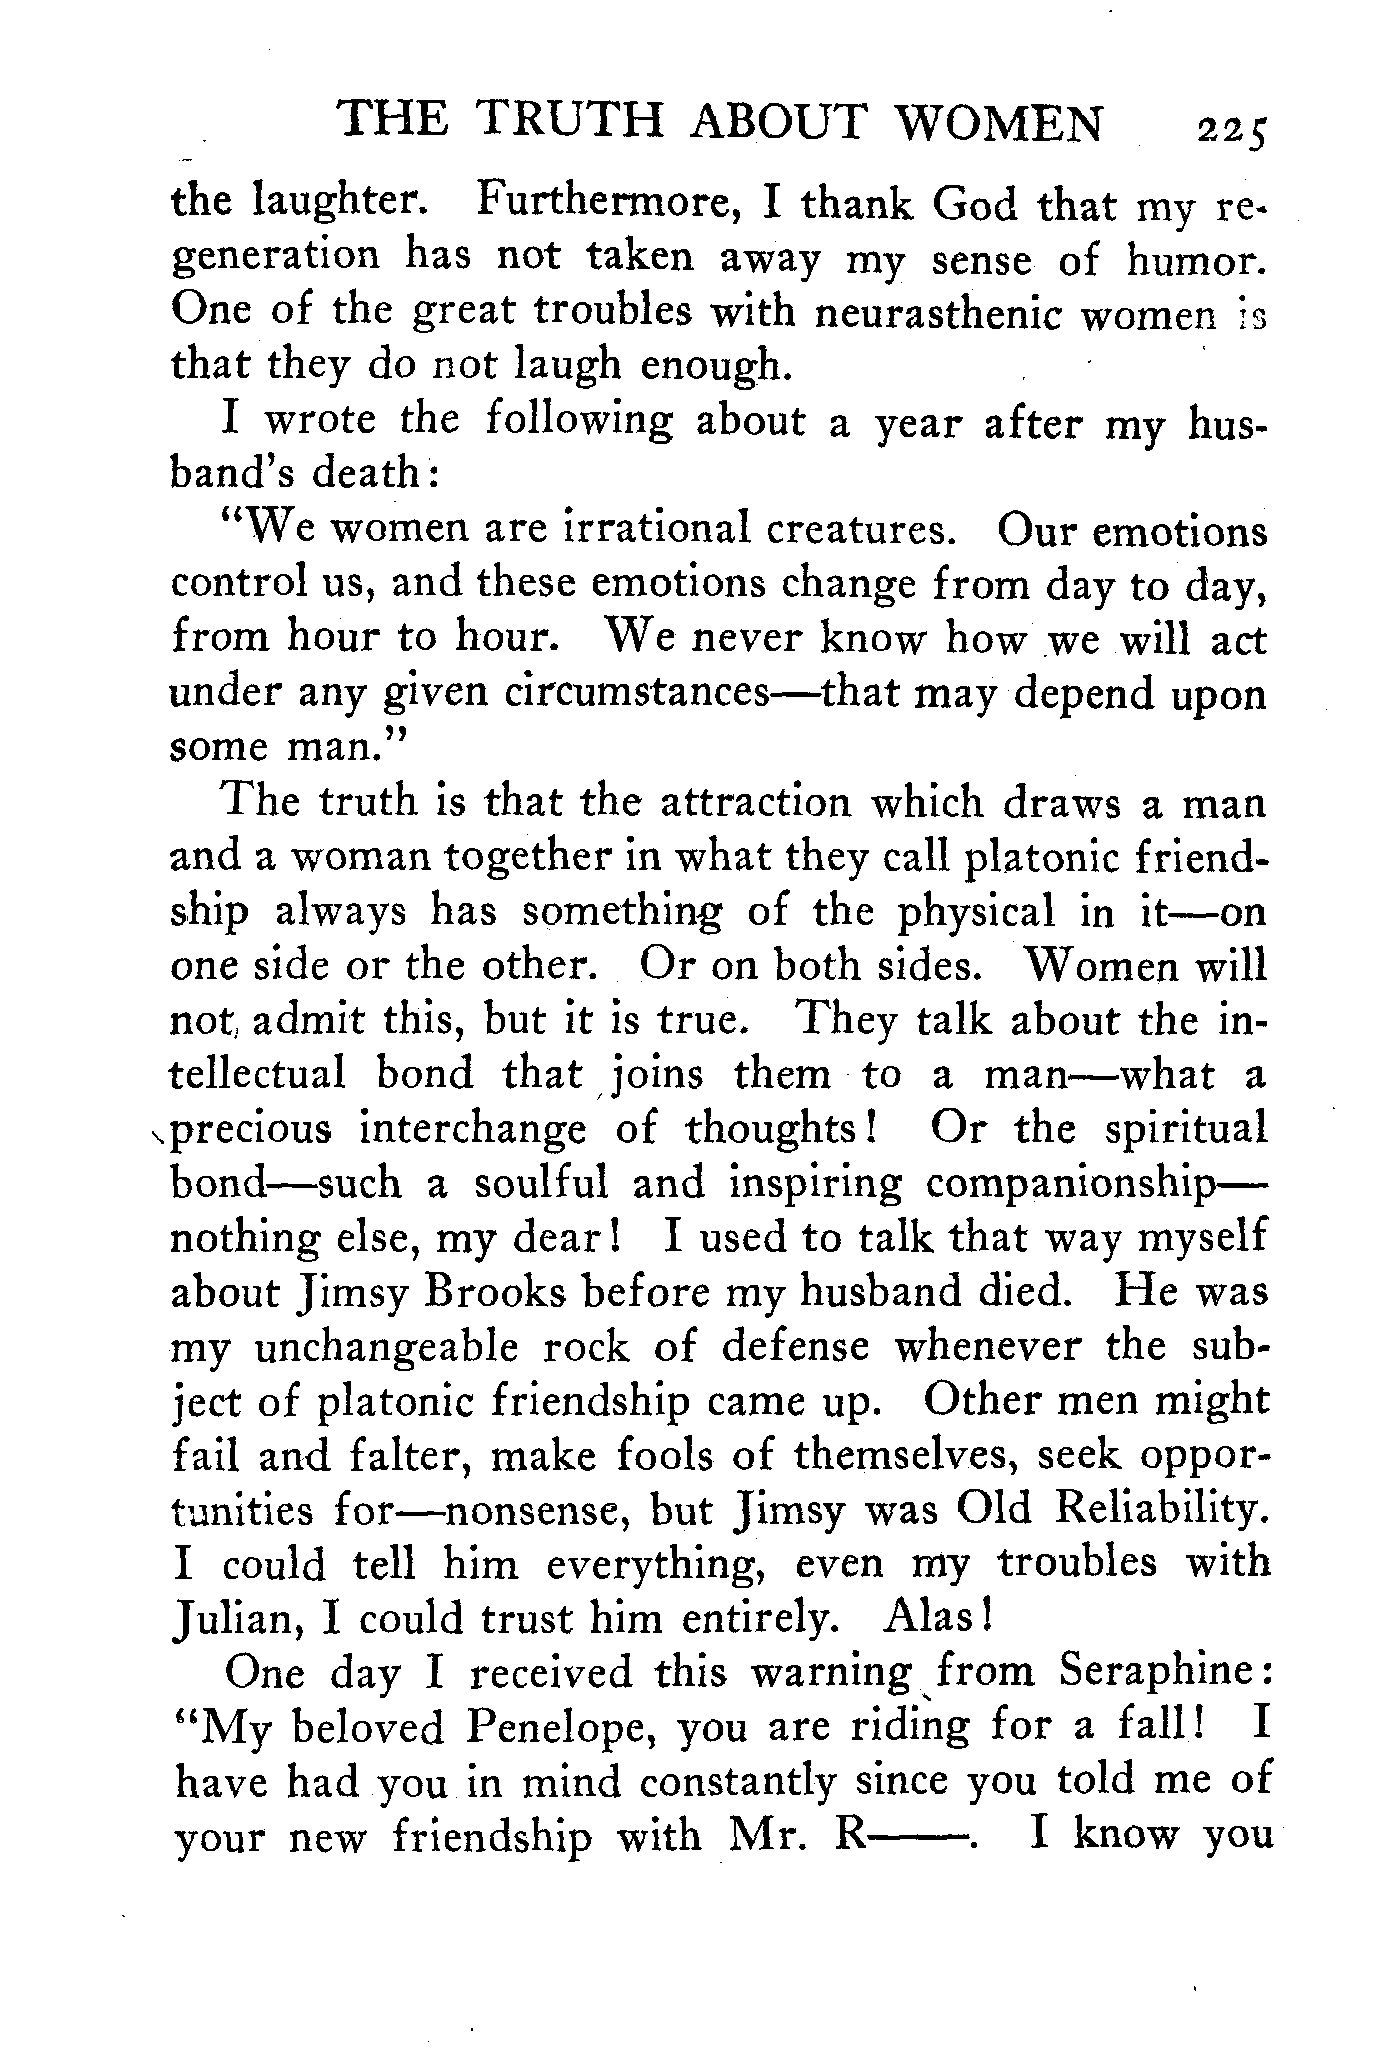 THE TRUTH ABOUT WOMEN 225
the laughter. Furthermore, I thank God that my re-
generation has not taken away my sense of humor.
One of the great troubles with neurasthenic women is
that they do not laugh enough.
I wrote the following about a year after my hus-
band's death:
"We women are irrational creatures. Our emotions
control us, and these emotions change from day to day,
from hour to hour. We never know how we will act
under any given circumstances—that may depend upon
some man."
The truth is that the attraction which draws a man
and a woman together in what they call platonic friend-
ship always has something of the physical in it—on
one side or the other. Or on both sides. Women will
not admit this, but it is true. They talk about the in-
tellectual bond that joins them to a man—what a
precious interchange of thoughts! Or the spiritual
bond—such a soulful and inspiring companionship—
nothing else, my dear! I used to talk that way myself
about Jimsy Brooks before my husband died. He was
my unchangeable rock of defense whenever the sub-
ject of platonic friendship came up. Other men might
fail and falter, make fools of themselves, seek oppor-
tunities for—nonsense, but Jimsy was Old Reliability.
I could tell him everything, even my troubles with
Julian, I could trust him entirely. Alas!
One day I received this warning from Seraphine:
"My beloved Penelope, you are riding for a fall! I
have had you in mind constantly since you told me of
your new friendship with Mr. R——. I know you